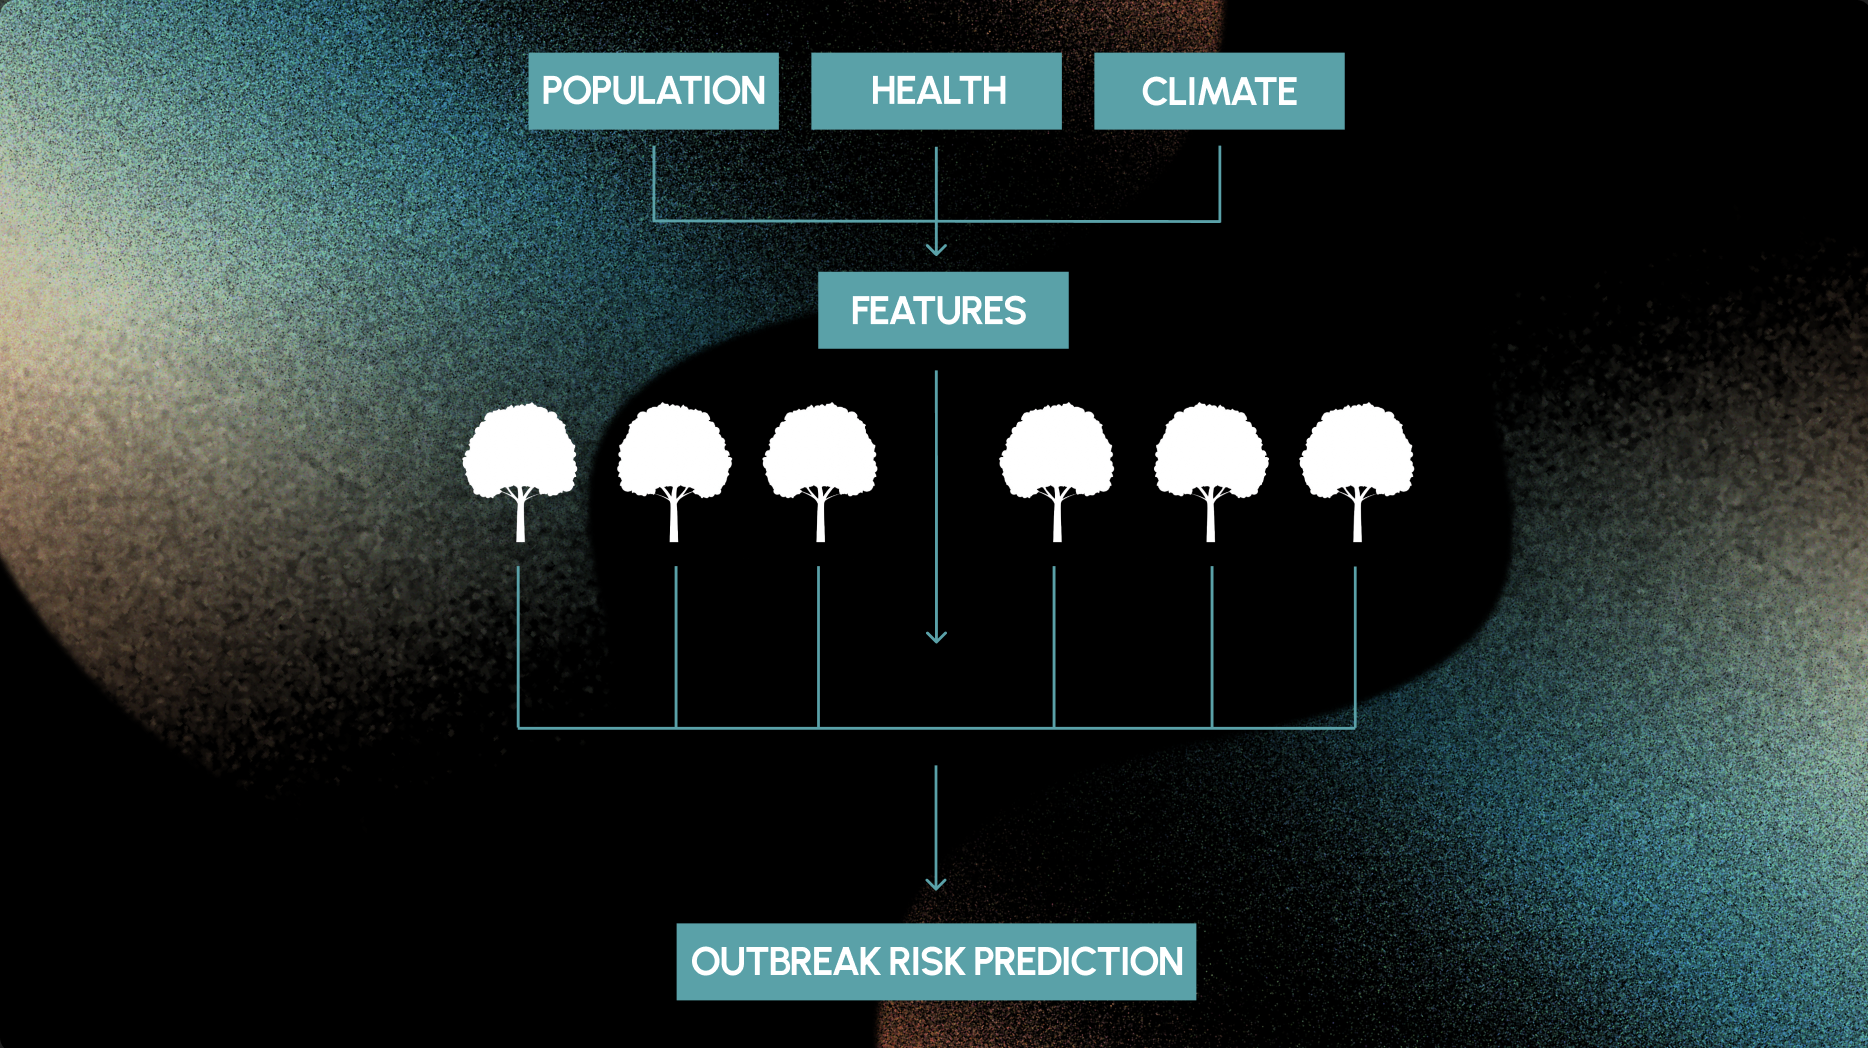 POPULATION
HEALTH
CLIMATE
FEATURES
OUTBREAK RISK PREDICTION